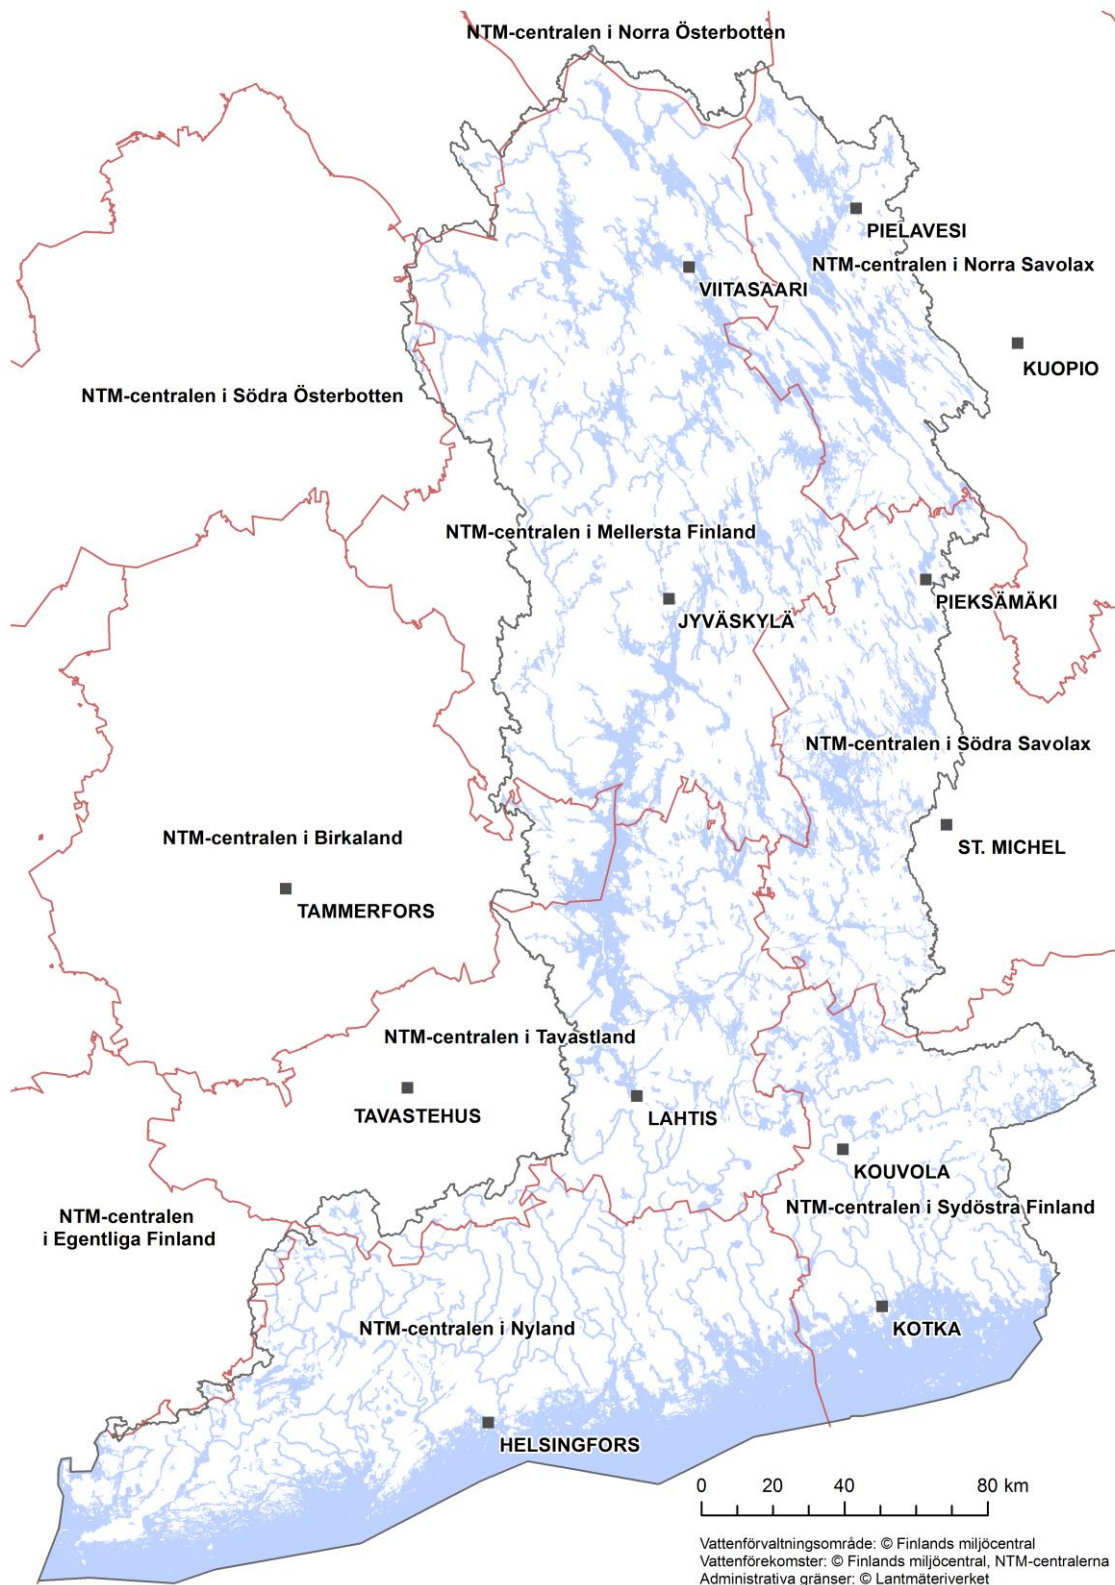 NTM-centralen i Norra Österbotten
PIELAVESI
NTM-centralen i Norra Savolax
VIITASAARI
KUOPIO
NTM-centralen i Södra Österbotten
NTM-centralen i Mellersta Finland
PIEKSÄMÄKI
JYVÄSKYLÄ
NTM-centralen i Södra Savolax
NTM-centralen i Birkaland
ST. MICHEL
TAMMERFORS
NTM-centralen i Tavastland
TAVASTEHUS
LAHTIS
KOUVOLA
NTM-centralen i Sydöstra Finland
NTM-centralen
i Egentliga Finland
NTM-centralen i Nyland
KOTKA
HELSINGFORS
0 20 40 80 km
Vattenförvaltningsområde: © Finlands miljöcentral
Vattenförekomster: © Finlands miljöcentral, NTM-centralerna
Administrativa gränser: © Lantmäteriverket